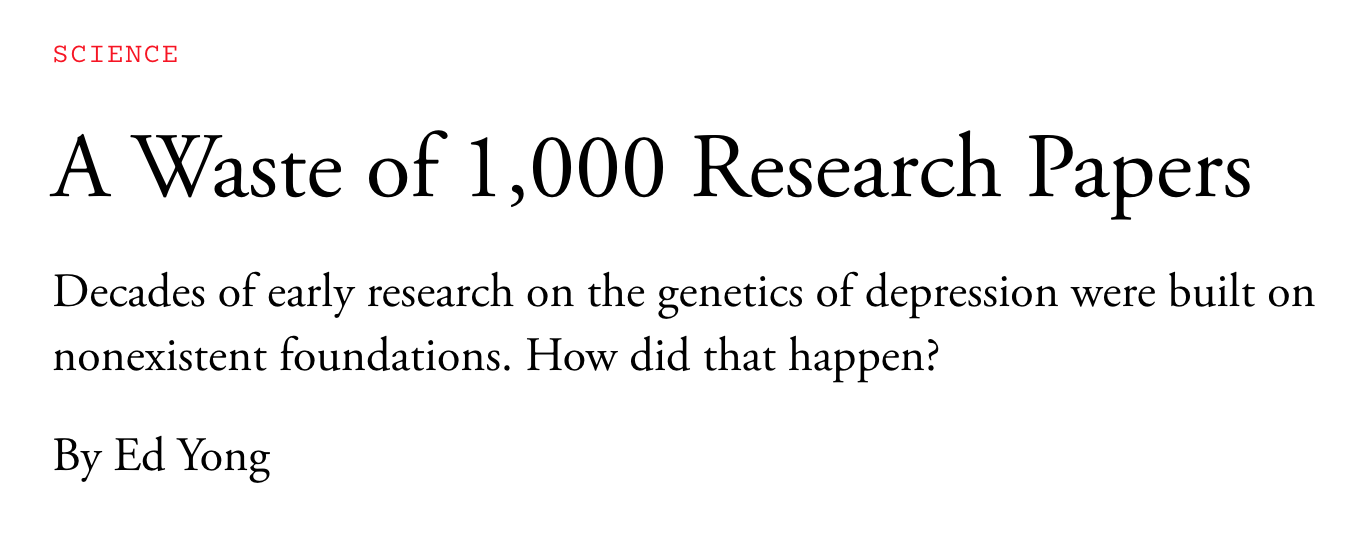 SCIENCE
A Waste of 1,000 Research Papers
Decades of early research on the genetics of depression were built on
nonexistent foundations. How did that happen?
By Ed Yong